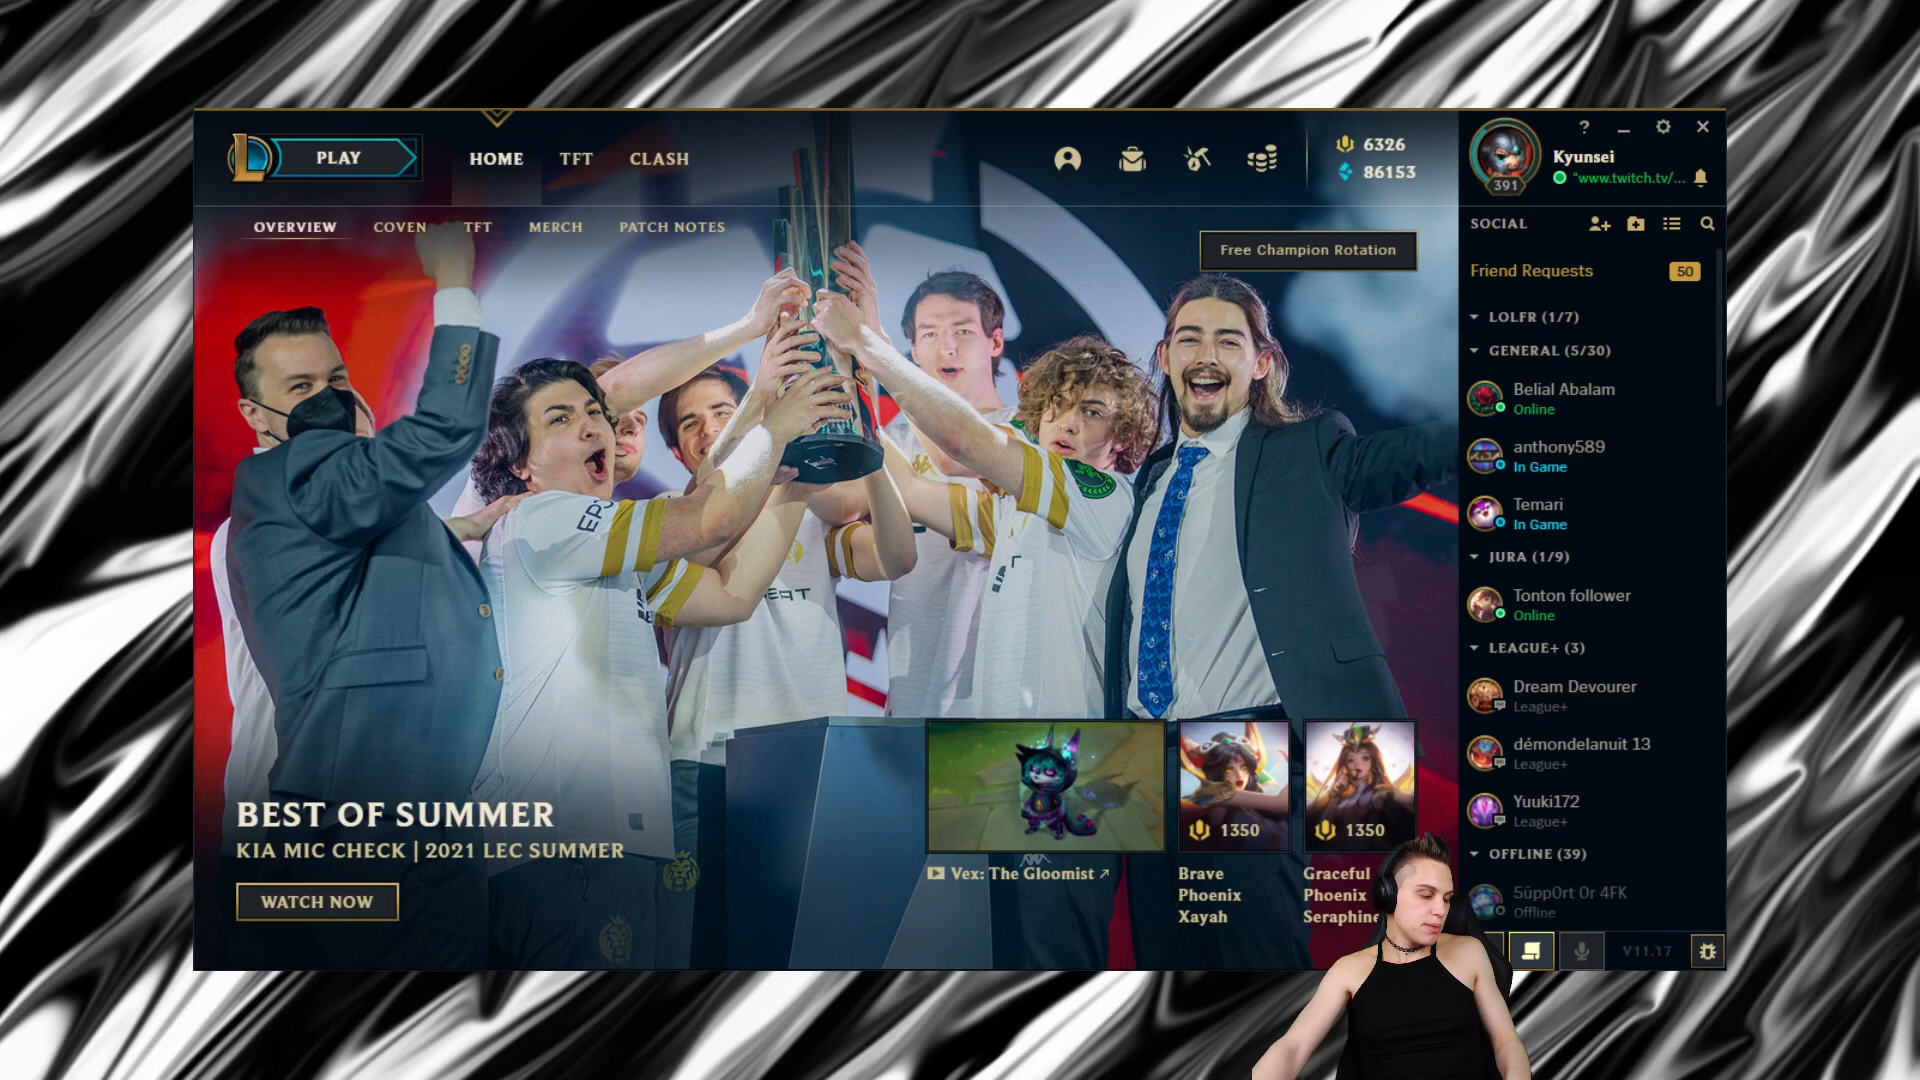 PLAY
HOME
TFT
CLASH
6326
86153
?
391
Kyunsei
"www.twitch.tv/...
OVERVIEW
COVEN
TFT
MERCH
PATCH NOTES
Free Champion Rotation
SOCIAL
Friend Requests
50
LOLFR (1/7)
GENERAL (5/30)
Belial Abalam
Online
anthony589
In Game
Temari
In Game
JURA (1/9)
Tonton follower
Online
LEAGUE+ (3)
Dream Devourer
League+
démondelanuit 13
League+
Yuuki172
League+
OFFLINE (39)
5üpp0rt 0r 4FK
Offline
V11.17
BEST OF SUMMER
KIA MIC CHECK | 2021 LEC SUMMER
WATCH NOW
Vex: The Gloomist
1350
Brave
Phoenix
Xayah
1350
Graceful
Phoenix
Seraphine